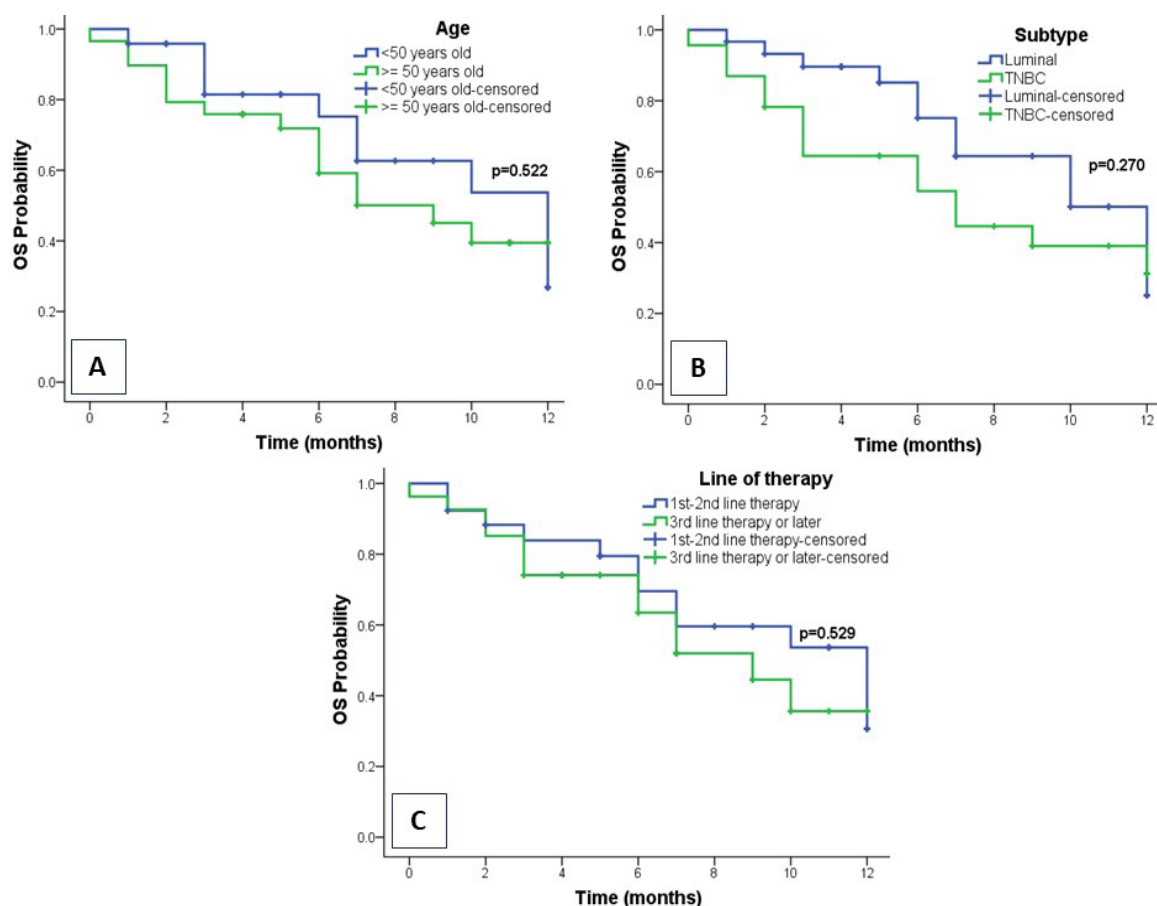 Age
<50 years old
>= 50 years old
<50 years old-censored
>= 50 years old-censored
p=0.522
OS Probability
1.0
0.8
0.6
0.4
0.2
0.0
A
0 2 4 6 8 10 12
Time (months)
Subtype
Luminal
TNBC
Luminal-censored
TNBC-censored
p=0.270
OS Probability
1.0
0.8
0.6
0.4
0.2
0.0
B
0 2 4 6 8 10 12
Time (months)
Line of therapy
1st-2nd line therapy
3rd line therapy or later
1st-2nd line therapy-censored
3rd line therapy or later-censored
p=0.529
OS Probability
1.0
0.8
0.6
0.4
0.2
0.0
C
0 2 4 6 8 10 12
Time (months)